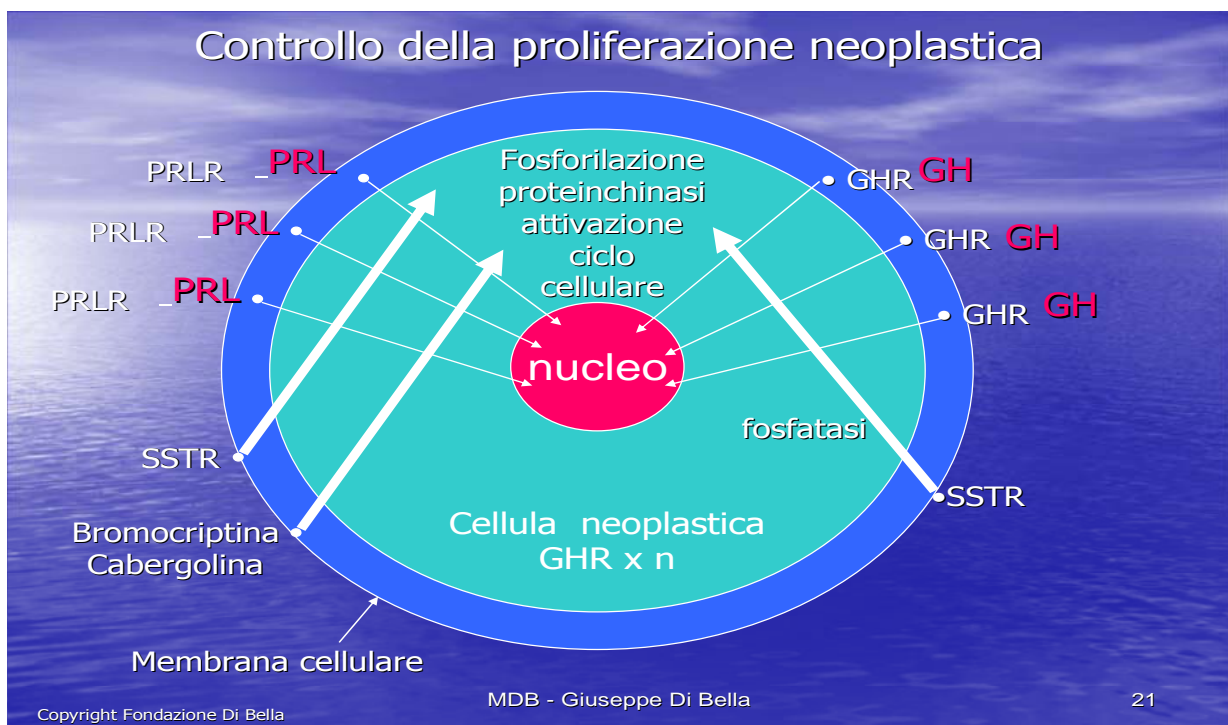 Controllo della proliferazione neoplastica
PRLR _PRL
PRLR _PRL
PRLR _PRL
Fosforilazione
proteinchinasi
attivazione
ciclo
cellulare
GHR GH
GHR GH
GHR GH
nucleo
fosfatasi
SSTR
SSTR
Bromocriptina
Cabergolina
Cellula neoplastica
GHR x n
Membrana cellulare
MDB - Giuseppe Di Bella
21
Copyright Fondazione Di Bella